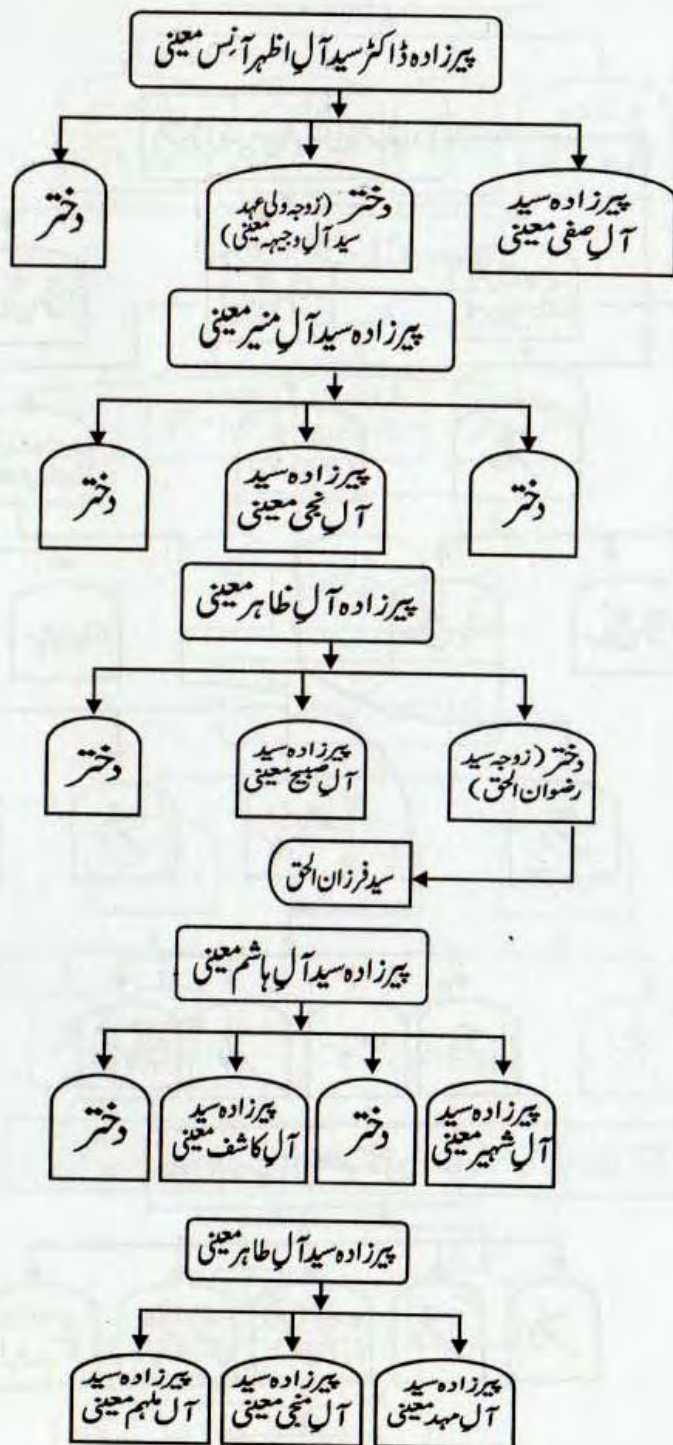 پیرزادہ ڈاکٹر سید آلِ اظہر آنِس معینی
پیرزادہ سید
آلِ صفی معینی
دختر (زوجہ ولی عہد
سید آلِ وجیہہ معینی)
دختر
پیرزادہ سید آلِ منیر معینی
دختر
پیرزادہ سید
آلِ نجی معینی
دختر
پیرزادہ آلِ ظاہر معینی
دختر (زوجہ سید
رضوان الحق)
پیرزادہ سید
آلِ صبیح معینی
دختر
سید فرزان الحق
پیرزادہ سید آلِ ہاشم معینی
پیرزادہ سید
آلِ شہیر معینی
دختر
پیرزادہ سید
آلِ کاشف معینی
دختر
پیرزادہ سید آلِ طاہر معینی
پیرزادہ سید
آلِ مہد معینی
پیرزادہ سید
آلِ منجی معینی
پیرزادہ سید
آلِ ملہم معینی